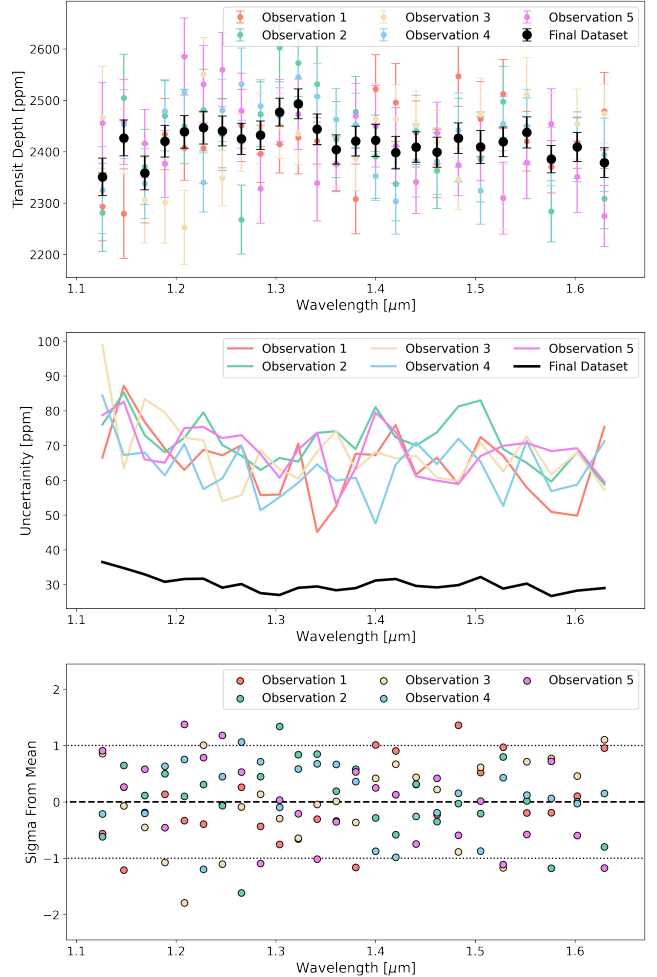 Transit Depth [ppm]
2600
2500
2400
2300
2200
Observation 1 Observation 3 Observation 5
Observation 2 Observation 4 Final Dataset
1.1 1.2 1.3 1.4 1.5 1.6
Wavelength [μm]
Uncertainity [ppm]
100
90
80
70
60
50
40
30
Observation 1 Observation 3 Observation 5
Observation 2 Observation 4 Final Dataset
1.1 1.2 1.3 1.4 1.5 1.6
Wavelength [μm]
Sigma From Mean
2
1
0
−1
−2
Observation 1 Observation 3 Observation 5
Observation 2 Observation 4
1.1 1.2 1.3 1.4 1.5 1.6
Wavelength [μm]